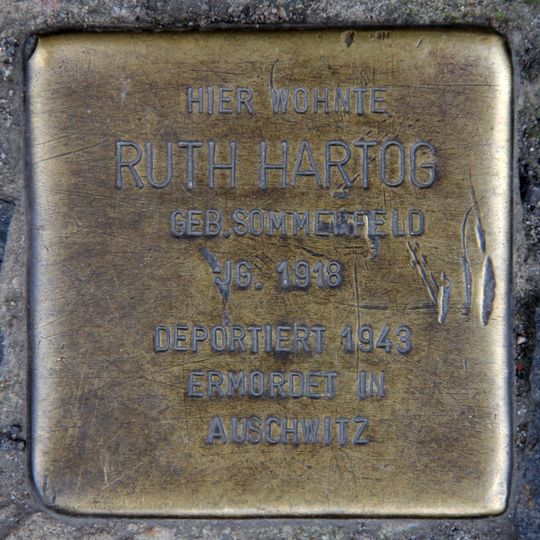 HIER WOHNTE
RUTH HARTOG
GEB. SOMMERFELD
JG. 1918
DEPORTIERT 1943
ERMORDET IN
AUSCHWITZ